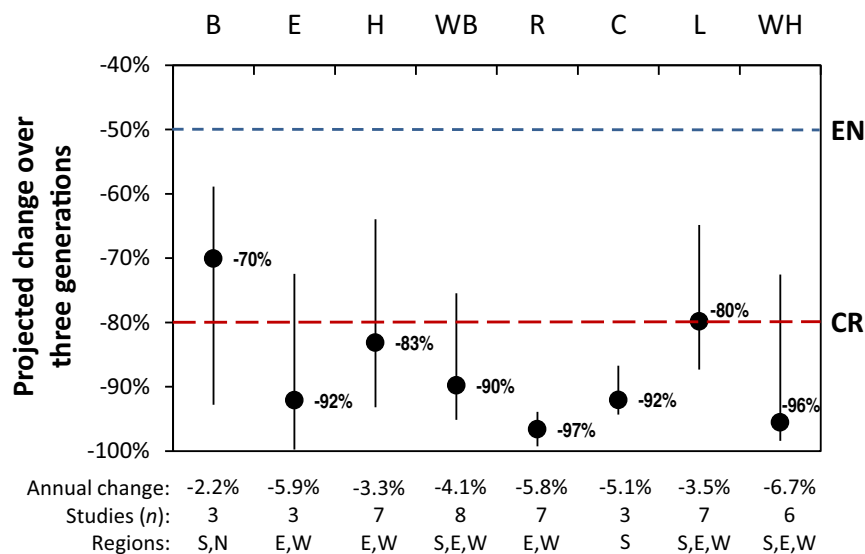 B E H WB R C L WH
Projected change over
three generations
-40%
-50%
-60%
-70%
-80%
-90%
-100%
EN
CR
-70%
-92%
-83%
-90%
-97%
-92%
-80%
-96%
Annual change: -2.2% -5.9% -3.3% -4.1% -5.8% -5.1% -3.5% -6.7%
Studies (n): 3 3 7 8 7 3 7 6
Regions: S,N E,W E,W S,E,W E,W S S,E,W S,E,W